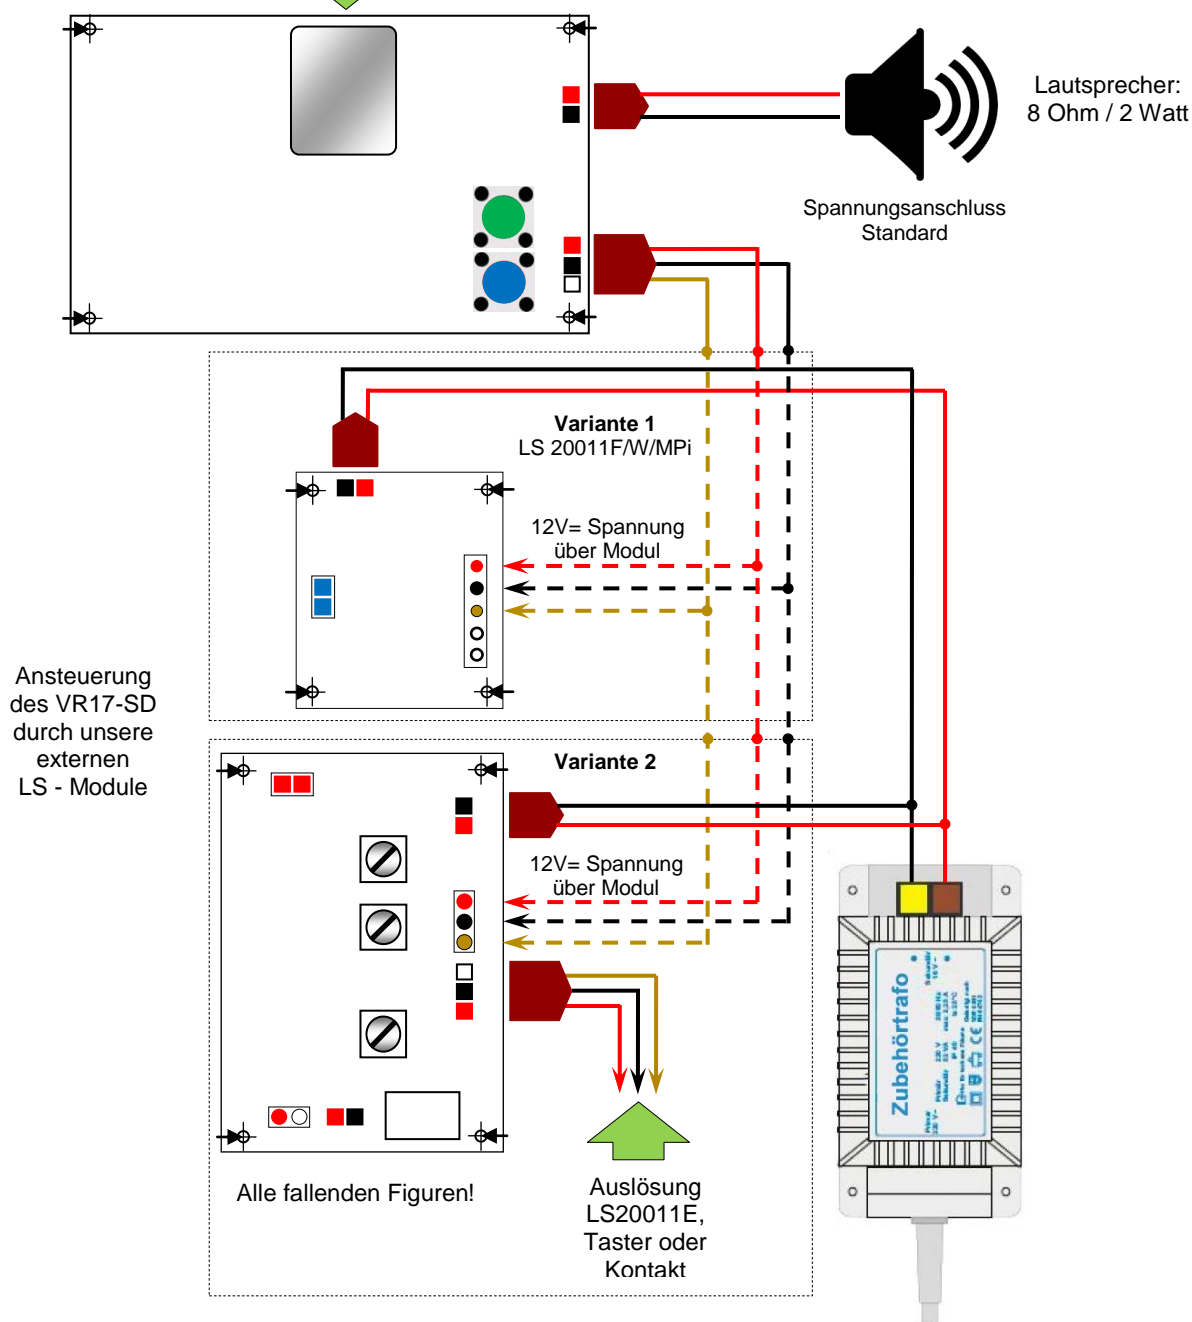 Lautsprecher:
8 Ohm / 2 Watt
Spannungsanschluss
Standard
Variante 1
LS 20011F/W/MPi
12V= Spannung
über Modul
Ansteuerung
des VR17-SD
durch unsere
externen
LS - Module
Variante 2
12V= Spannung
über Modul
Alle fallenden Figuren!
Auslösung
LS20011E,
Taster oder
Kontakt
Zubehörtrafo